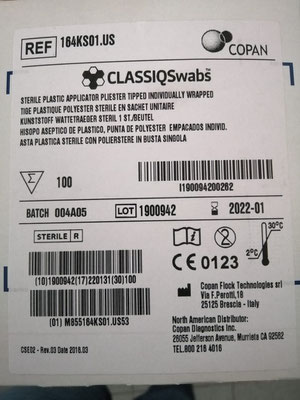 REF 164KS01.US
COPAN
CLASSIQSwabs™
STERILE PLASTIC APPLICATOR PLIESTER TIPPED INDIVIDUALLY WRAPPED
TIGE PLASTIQUE POLYESTER STERILE EN SACHET UNITAIRE
KUNSTSTOFF WATTETRAEGER STERIL 1 ST./BEUTEL
HISOPO ASEPTICO DE PLASTICO, PUNTA DE POLYESTER EMPACADOS INDIVID.
ASTA PLASTICA STERILE CON POLIERSTERE IN BUSTA SINGOLA
Σ 100
I190094200282
BATCH 004A05 LOT 1900942 2022-01
STERILE R
2°C 30°C
CE 0123
(10)1900942(17)220131(30)100
(01) M855164KS01.US53
Copan Flock Technologies srl
Via F.Perotti,18
25125 Brescia - Italy
North American Distributor:
Copan Diagnostics Inc.
26055 Jefferson Avenue, Murrieta CA 92562
TEL.800 216 4016
CSE02 - Rev.03 Date 2016.03